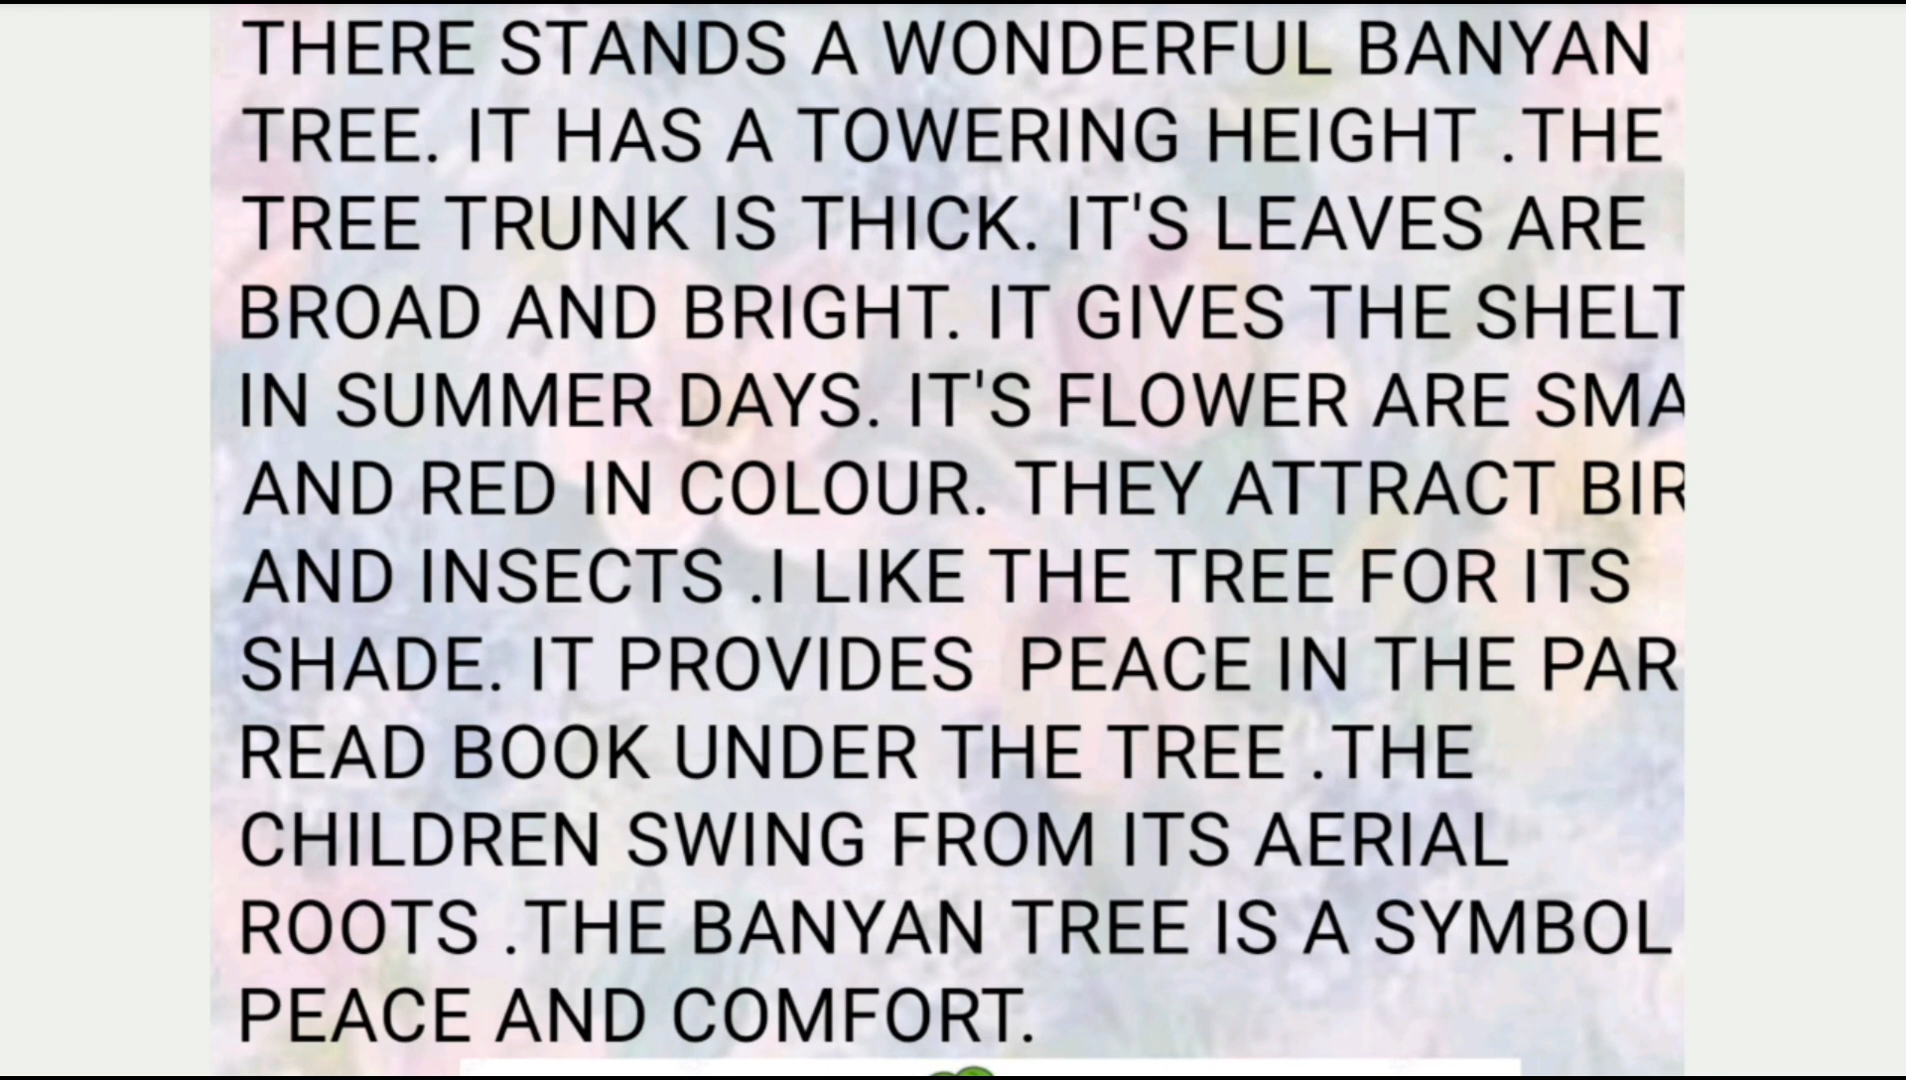 THERE STANDS A WONDERFUL BANYAN
TREE. IT HAS A TOWERING HEIGHT .THE
TREE TRUNK IS THICK. IT'S LEAVES ARE
BROAD AND BRIGHT. IT GIVES THE SHELT
IN SUMMER DAYS. IT'S FLOWER ARE SMA
AND RED IN COLOUR. THEY ATTRACT BIR
AND INSECTS .I LIKE THE TREE FOR ITS
SHADE. IT PROVIDES  PEACE IN THE PAR
READ BOOK UNDER THE TREE .THE
CHILDREN SWING FROM ITS AERIAL
ROOTS .THE BANYAN TREE IS A SYMBOL
PEACE AND COMFORT.